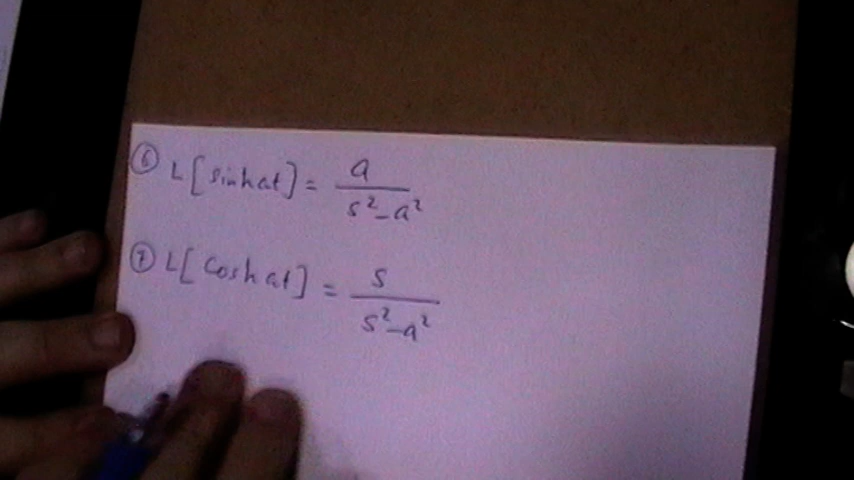 ⑥ L[sinhat] = a / s²-a²
⑦ L[Coshat] = s / s²-a²